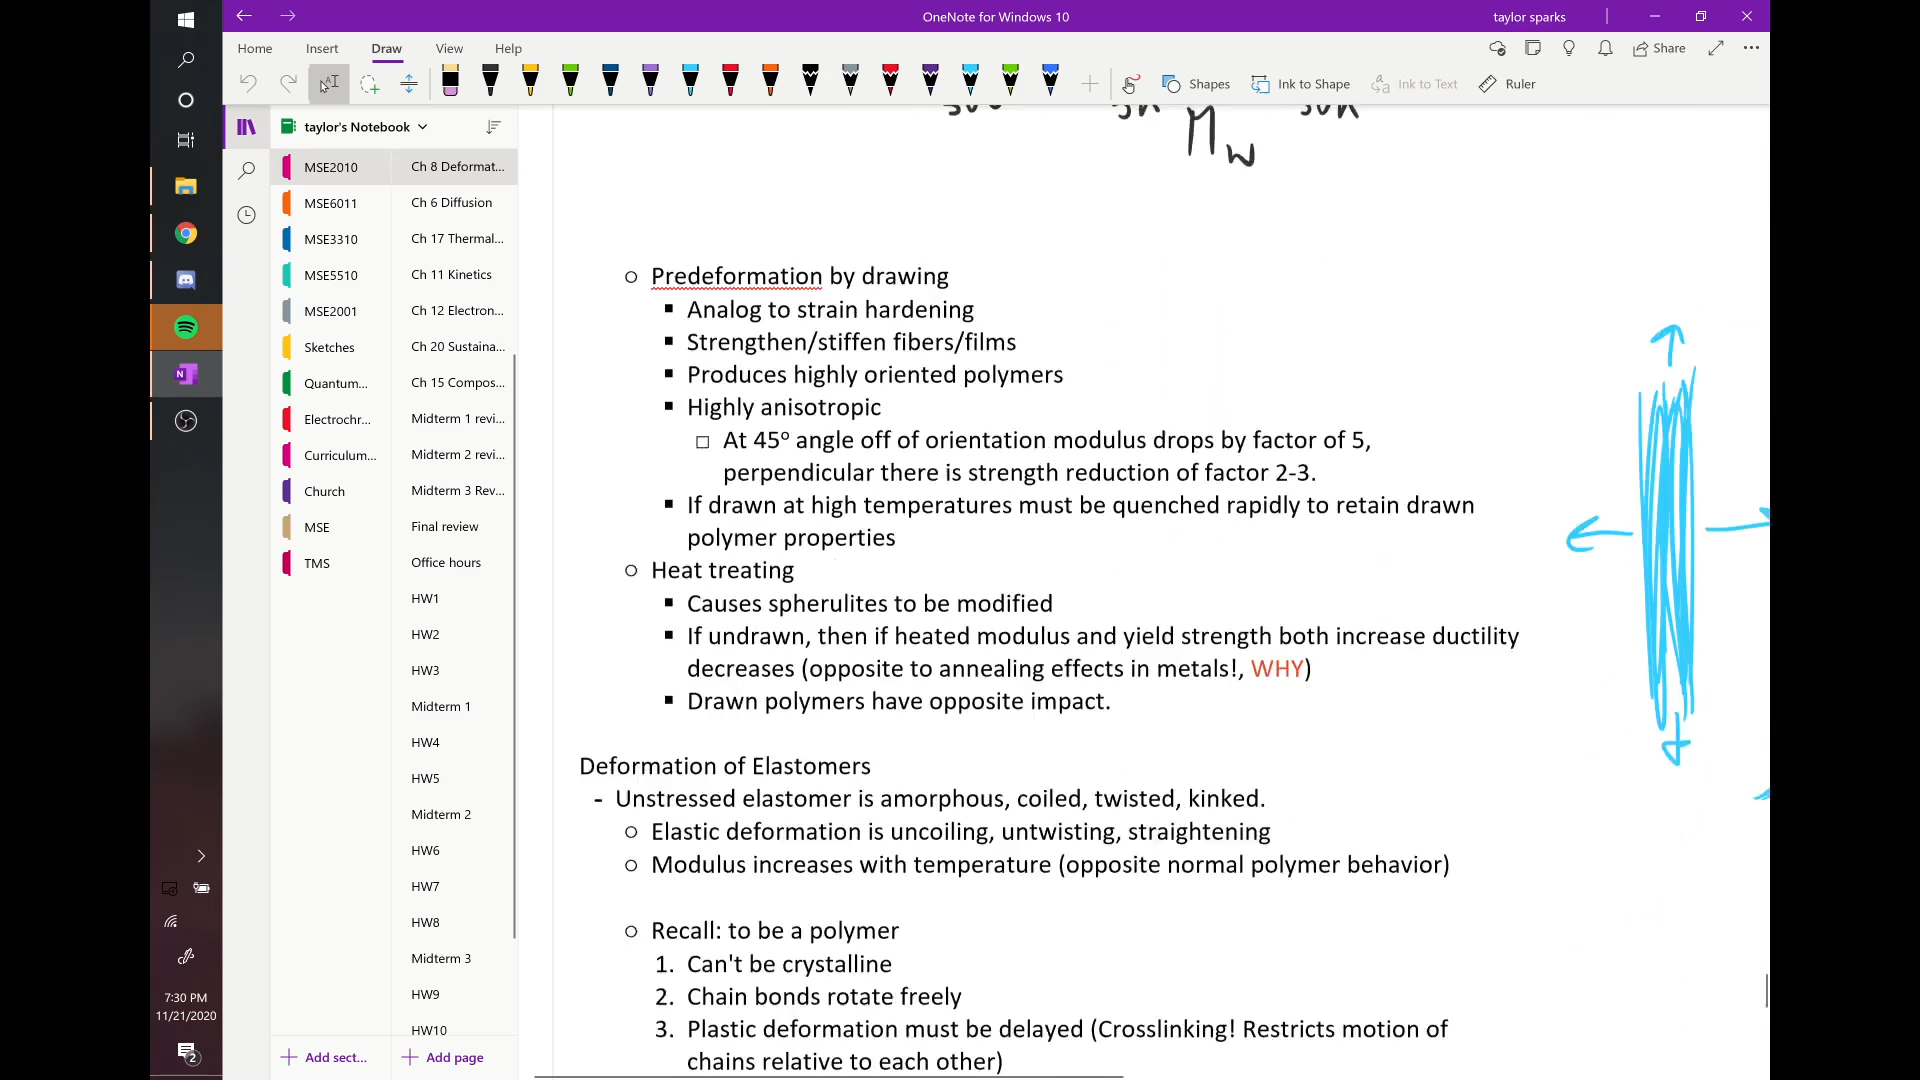 OneNote for Windows 10
taylor sparks
Home
Insert
Draw
View
Help
Share
Shapes
Ink to Shape
Ink to Text
Ruler
taylor's Notebook
MSE2010
MSE6011
MSE3310
MSE5510
MSE2001
Sketches
Quantum...
Electrochr...
Curriculum...
Church
MSE
TMS
Ch 8 Deformat...
Ch 6 Diffusion
Ch 17 Thermal...
Ch 11 Kinetics
Ch 12 Electron...
Ch 20 Sustaina...
Ch 15 Compos...
Midterm 1 revi...
Midterm 2 revi...
Midterm 3 Rev...
Final review
Office hours
HW1
HW2
HW3
Midterm 1
HW4
HW5
Midterm 2
HW6
HW7
HW8
Midterm 3
HW9
HW10
Add sect...
Add page
Mw
Predeformation by drawing
Analog to strain hardening
Strengthen/stiffen fibers/films
Produces highly oriented polymers
Highly anisotropic
At 45° angle off of orientation modulus drops by factor of 5,
perpendicular there is strength reduction of factor 2-3.
If drawn at high temperatures must be quenched rapidly to retain drawn
polymer properties
Heat treating
Causes spherulites to be modified
If undrawn, then if heated modulus and yield strength both increase ductility
decreases (opposite to annealing effects in metals!, WHY)
Drawn polymers have opposite impact.
Deformation of Elastomers
- Unstressed elastomer is amorphous, coiled, twisted, kinked.
Elastic deformation is uncoiling, untwisting, straightening
Modulus increases with temperature (opposite normal polymer behavior)
Recall: to be a polymer
1. Can't be crystalline
2. Chain bonds rotate freely
3. Plastic deformation must be delayed (Crosslinking! Restricts motion of
chains relative to each other)
7:30 PM
11/21/2020
2